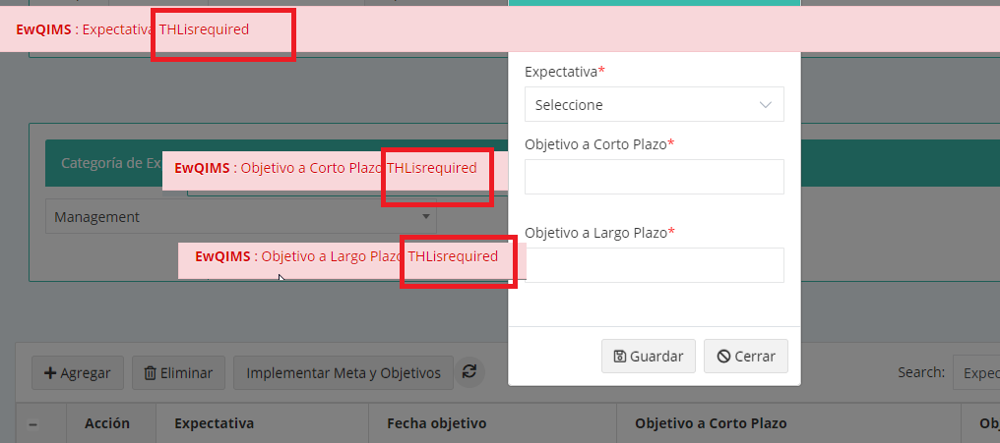 EwQIMS : Expectativa THLisrequired
Expectativa*
Seleccione
Objetivo a Corto Plazo*
Categoría de Ex
EwQIMS : Objetivo a Corto Plazo THLisrequired
Management
Objetivo a Largo Plazo*
EwQIMS : Objetivo a Largo Plazo THLisrequired
Guardar
Cerrar
Agregar
Eliminar
Implementar Meta y Objetivos
Search:
Expec
Acción
Expectativa
Fecha objetivo
Objetivo a Corto Plazo
Obj